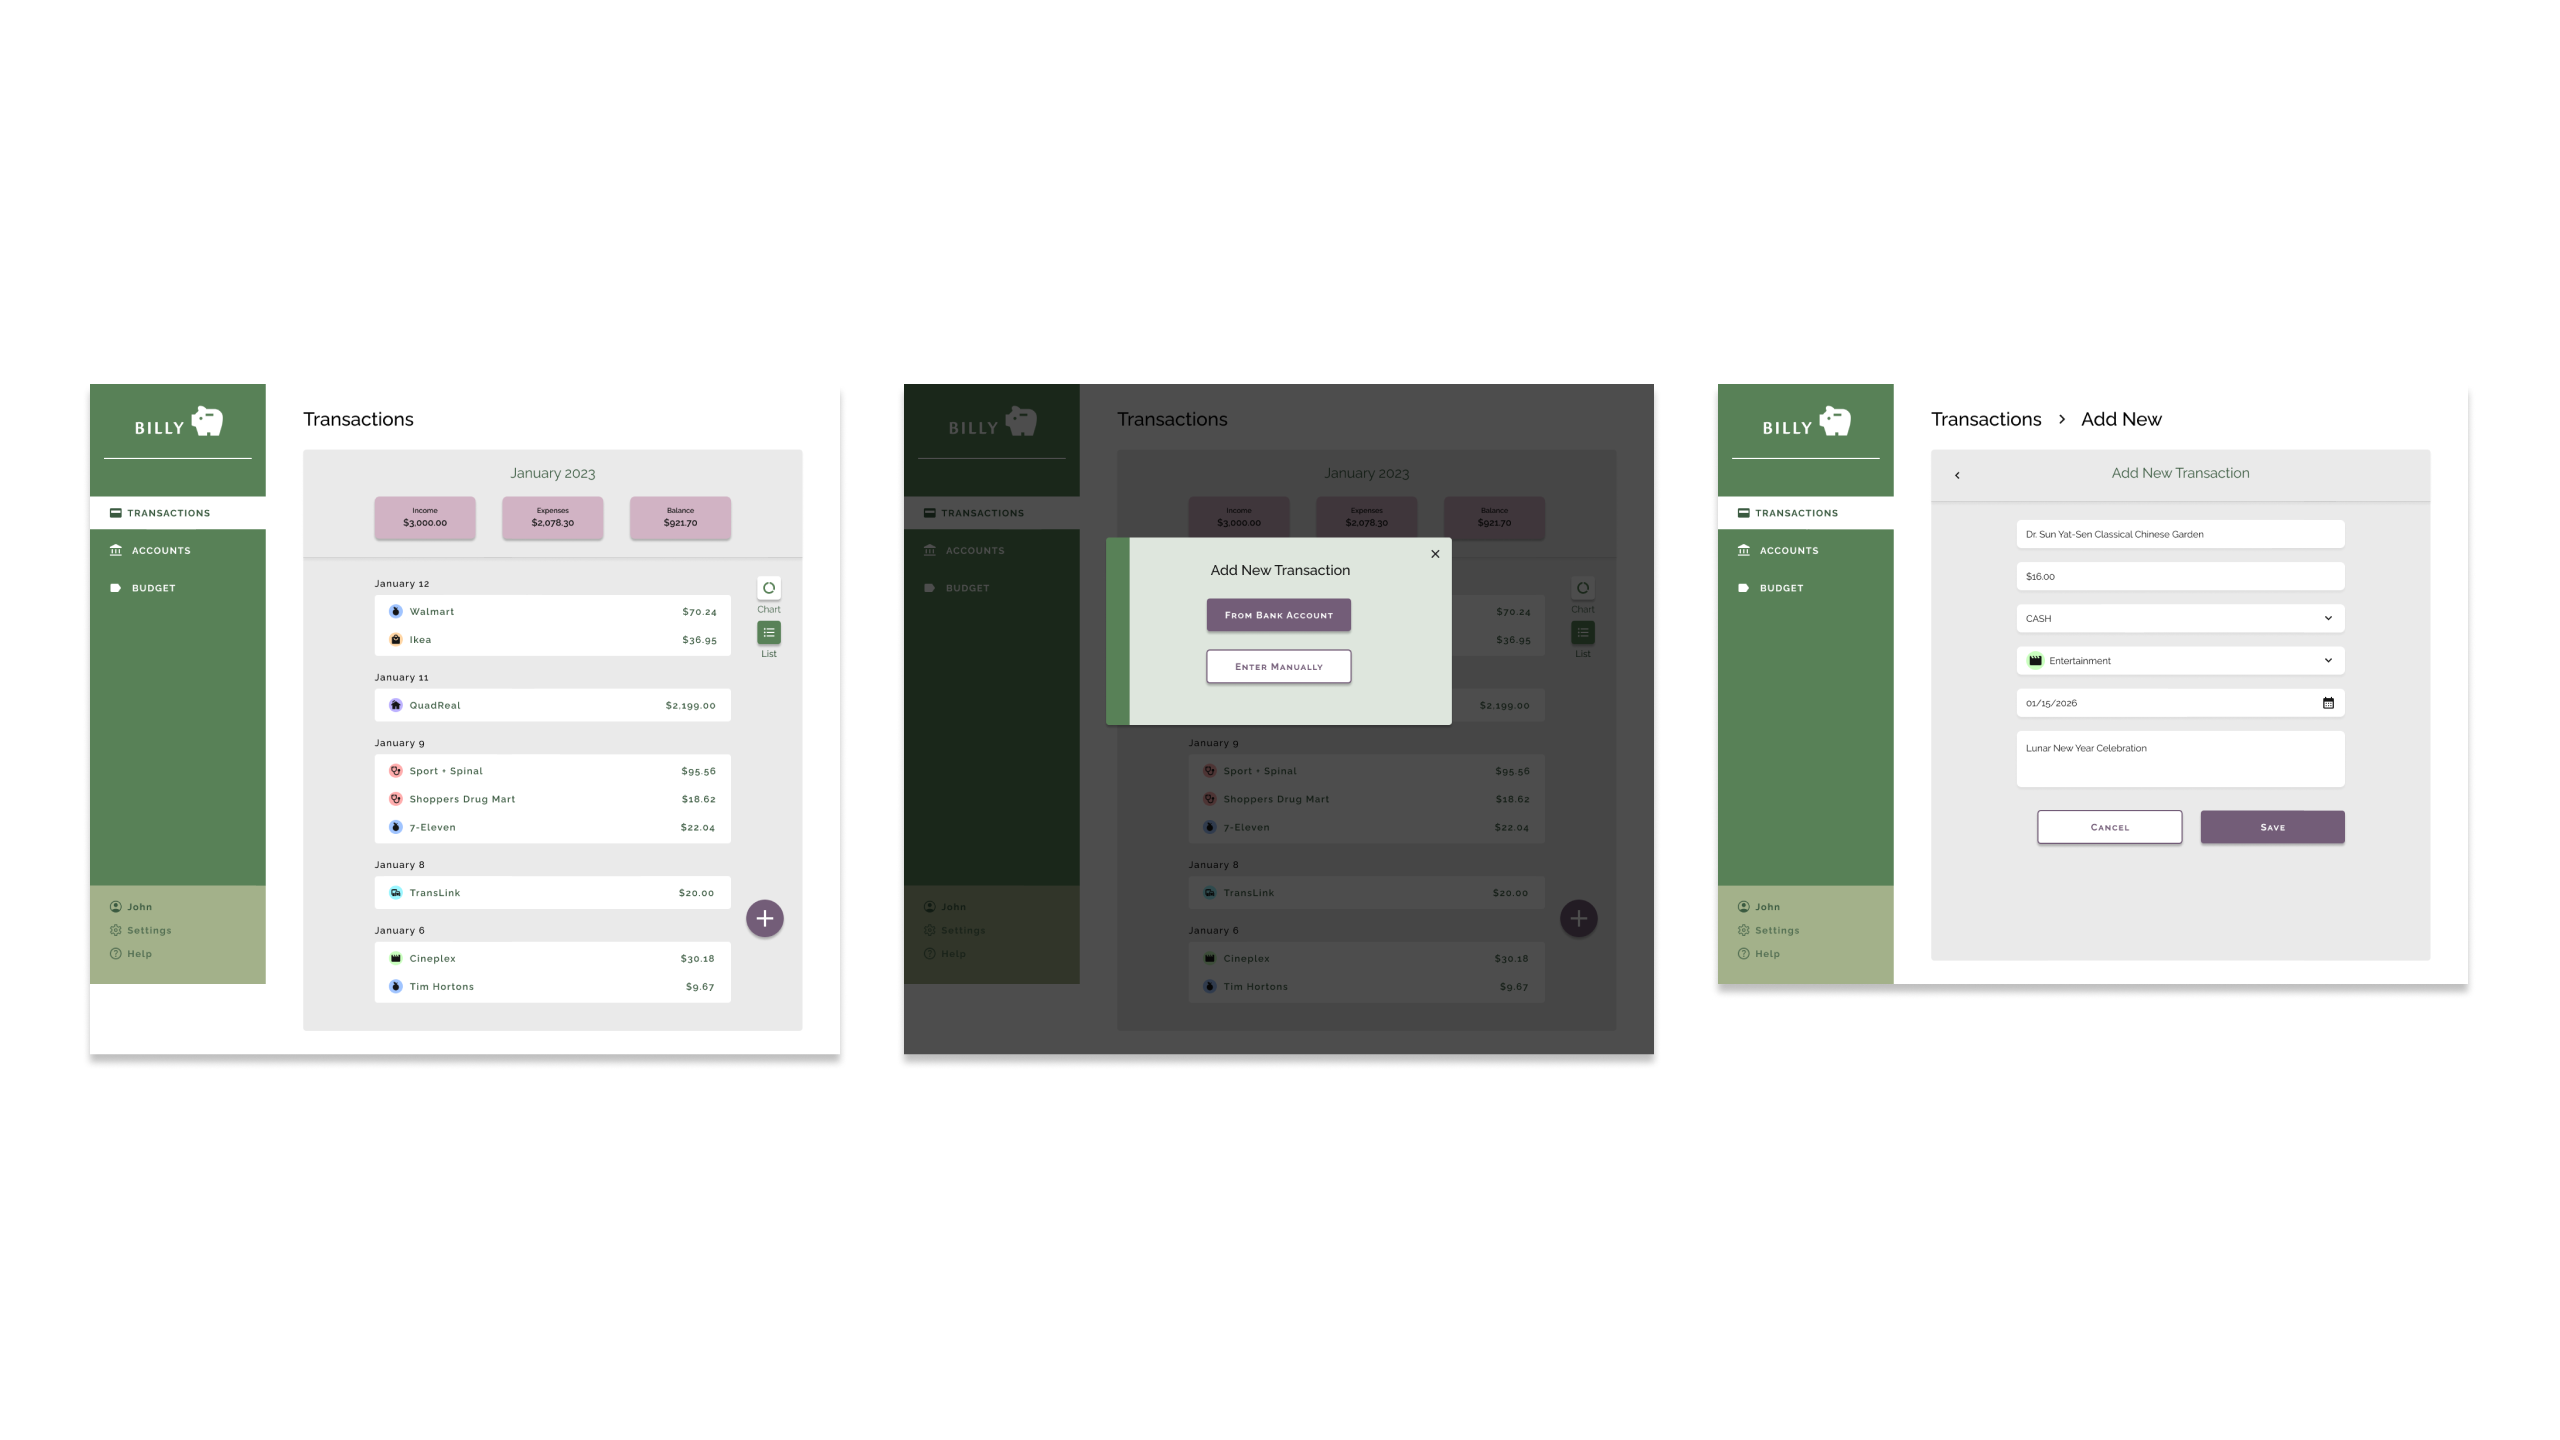 BILLY
TRANSACTIONS
ACCOUNTS
BUDGET
John
Settings
Help
Transactions
January 2023
Income
$3,000.00
Expenses
$2,078.30
Balance
$921.70
January 12
Walmart $70.24
Ikea $36.95
Chart
List
January 11
QuadReal $2,199.00
January 9
Sport + Spinal $95.56
Shoppers Drug Mart $18.62
7-Eleven $22.04
January 8
TransLink $20.00
January 6
Cineplex $30.18
Tim Hortons $9.67
BILLY
TRANSACTIONS
ACCOUNTS
BUDGET
John
Settings
Help
Transactions
January 2023
Income
$3,000.00
Expenses
$2,078.30
Balance
$921.70
Add New Transaction
FROM BANK ACCOUNT
ENTER MANUALLY
$70.24
$36.95
Chart
List
$2,199.00
January 9
Sport + Spinal $95.56
Shoppers Drug Mart $18.62
7-Eleven $22.04
January 8
TransLink $20.00
January 6
Cineplex $30.18
Tim Hortons $9.67
BILLY
TRANSACTIONS
ACCOUNTS
BUDGET
John
Settings
Help
Transactions > Add New
Add New Transaction
Dr. Sun Yat-Sen Classical Chinese Garden
$16.00
CASH
Entertainment
01/15/2026
Lunar New Year Celebration
CANCEL
SAVE